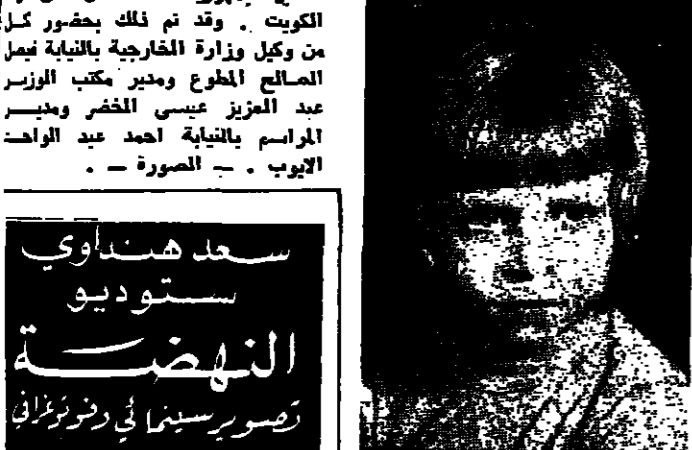 الكويت . وقد تم ذلك بحضور كل
من وكيل وزارة الخارجية بالنيابة فيصل
الصالح المطوع ومدير مكتب الوزير
عبد العزيز عيسى الخضر ومدير
المراسم بالنيابة احمد عبد الواحد
الايوب . — الصورة — .
سعد هنداوي
ستوديو
النهضة
تصوير سينمائي وفوتوغرافي